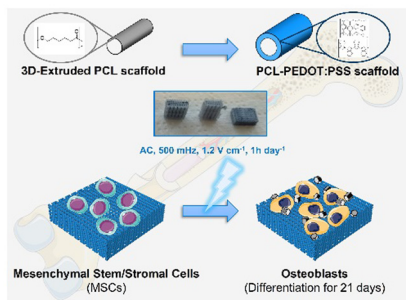 3D-Extruded PCL scaffold
PCL-PEDOT:PSS scaffold
AC, 500 mHz, 1.2 V cm⁻¹, 1h day⁻¹
Mesenchymal Stem/Stromal Cells
(MSCs)
Osteoblasts
(Differentiation for 21 days)